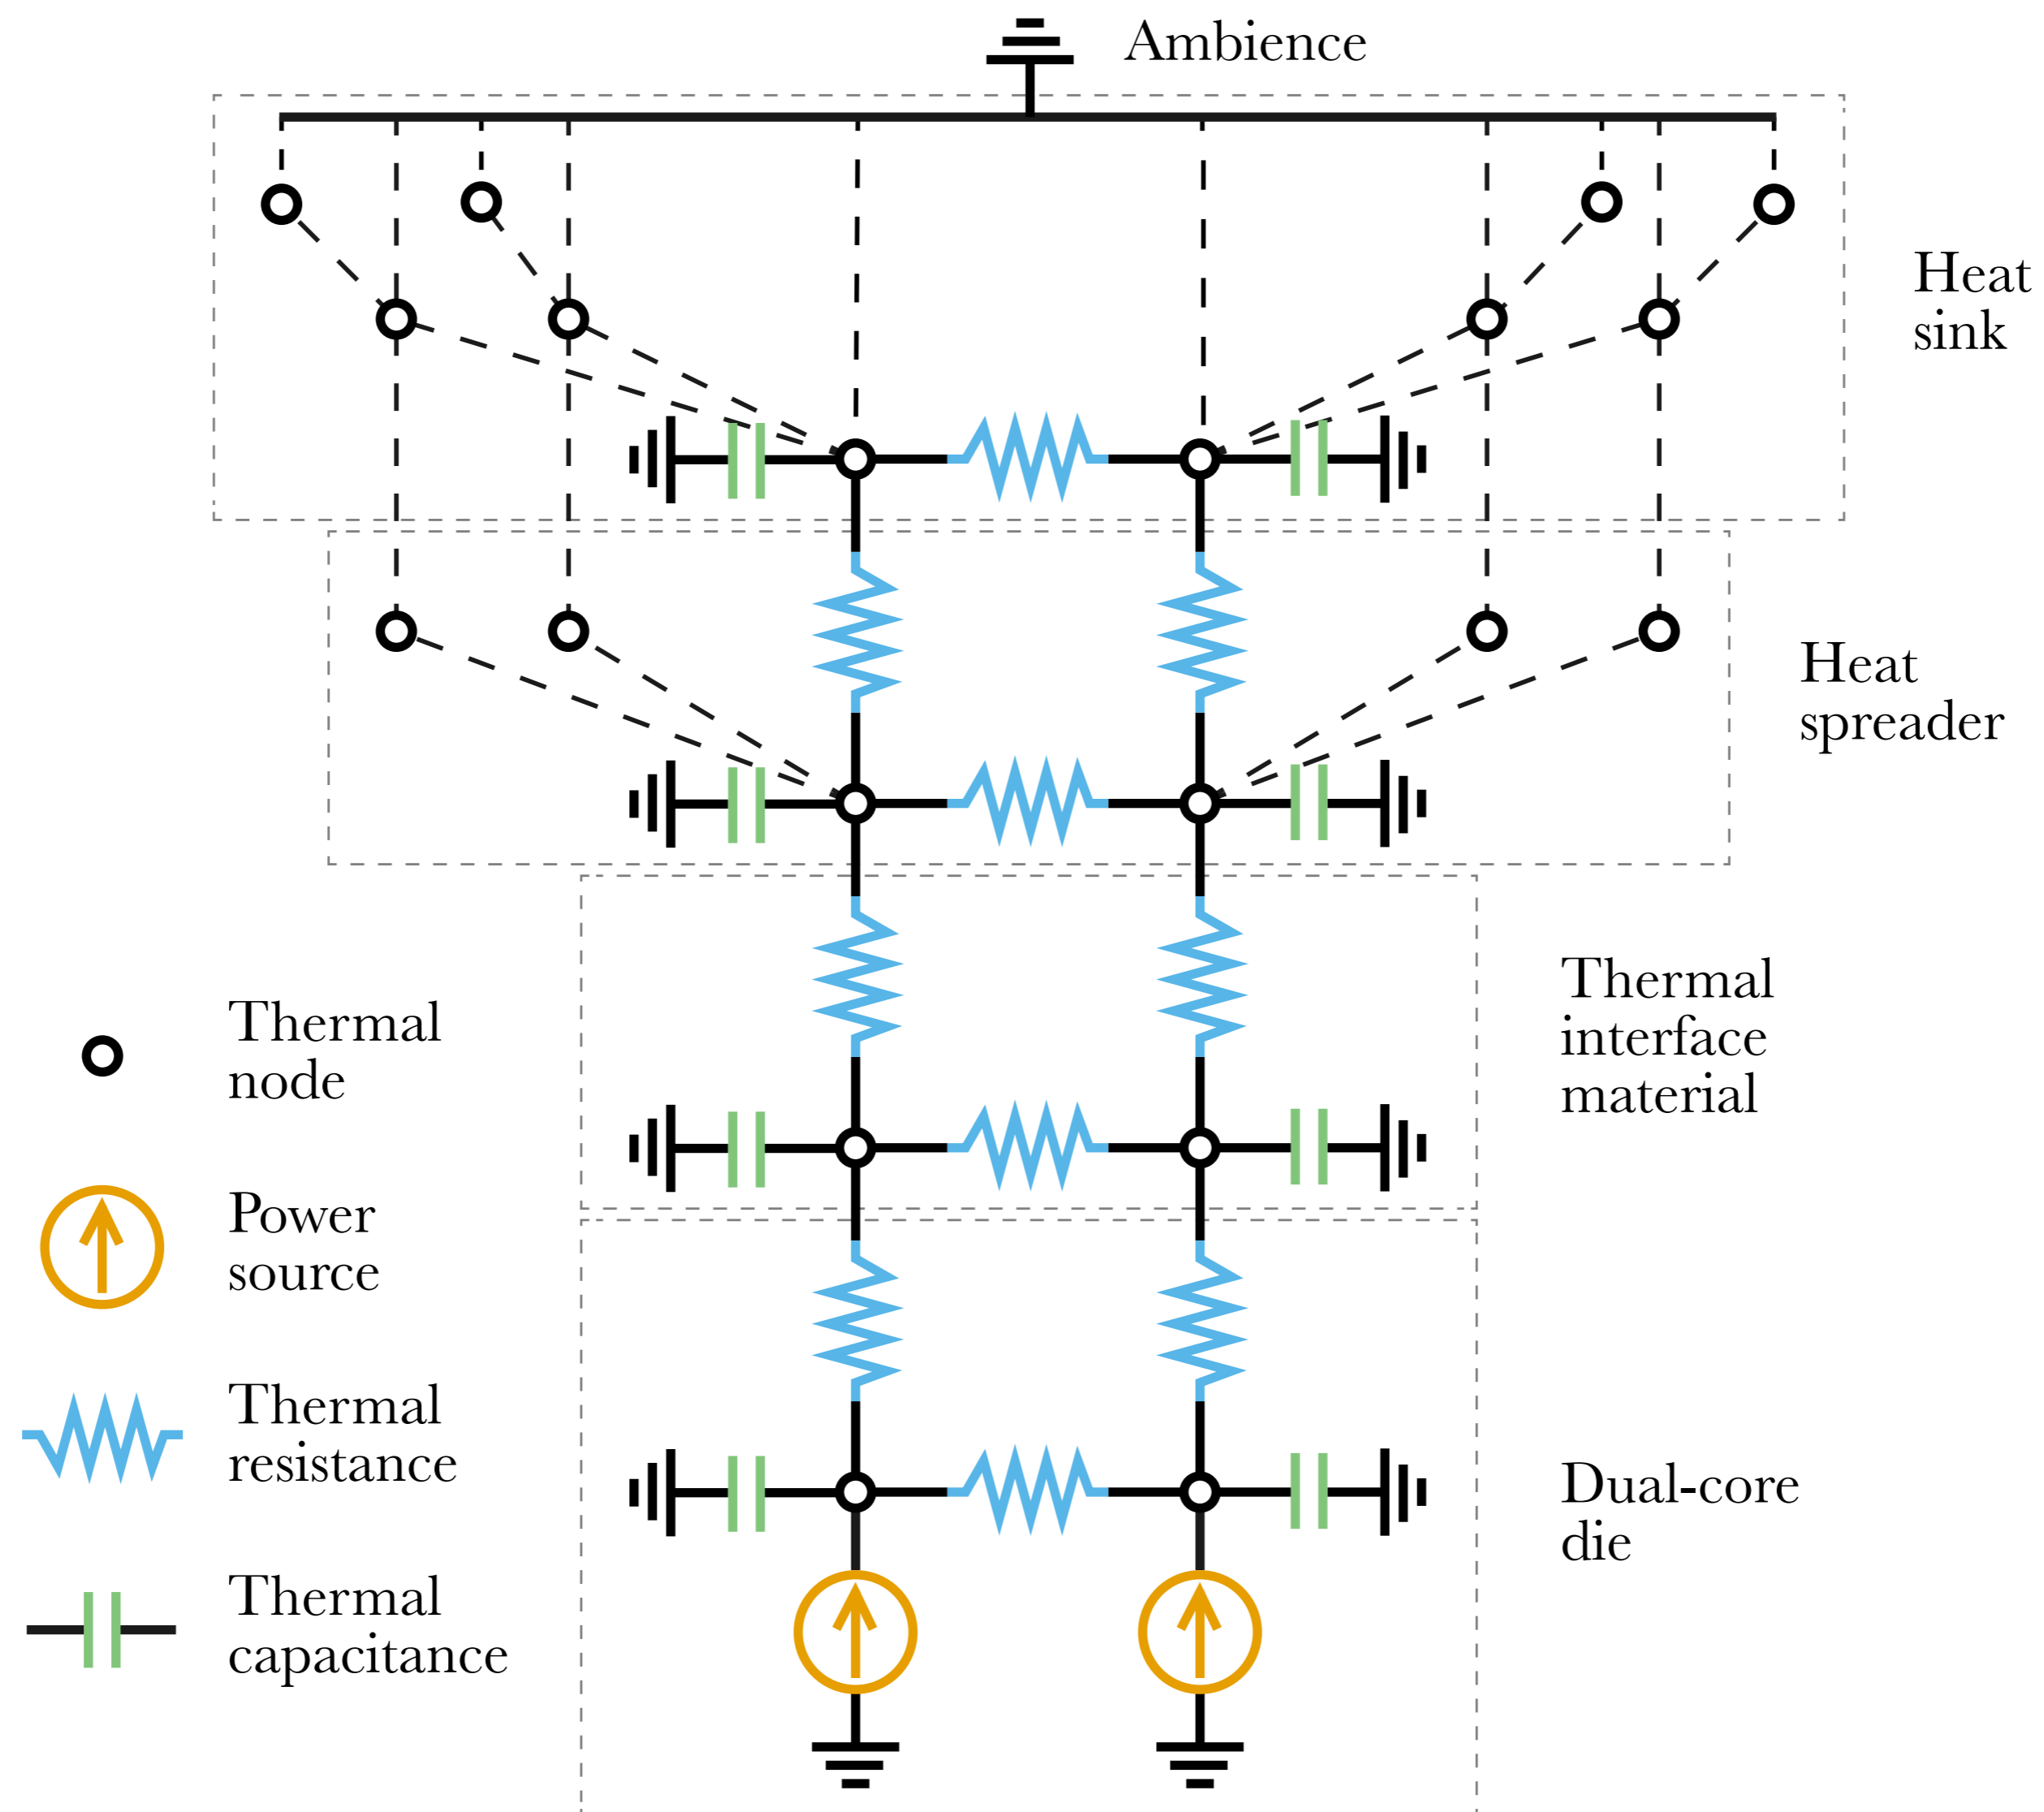 Ambience
Heat
sink
Heat
spreader
Thermal
interface
material
Dual-core
die
Thermal
node
Power
source
Thermal
resistance
Thermal
capacitance